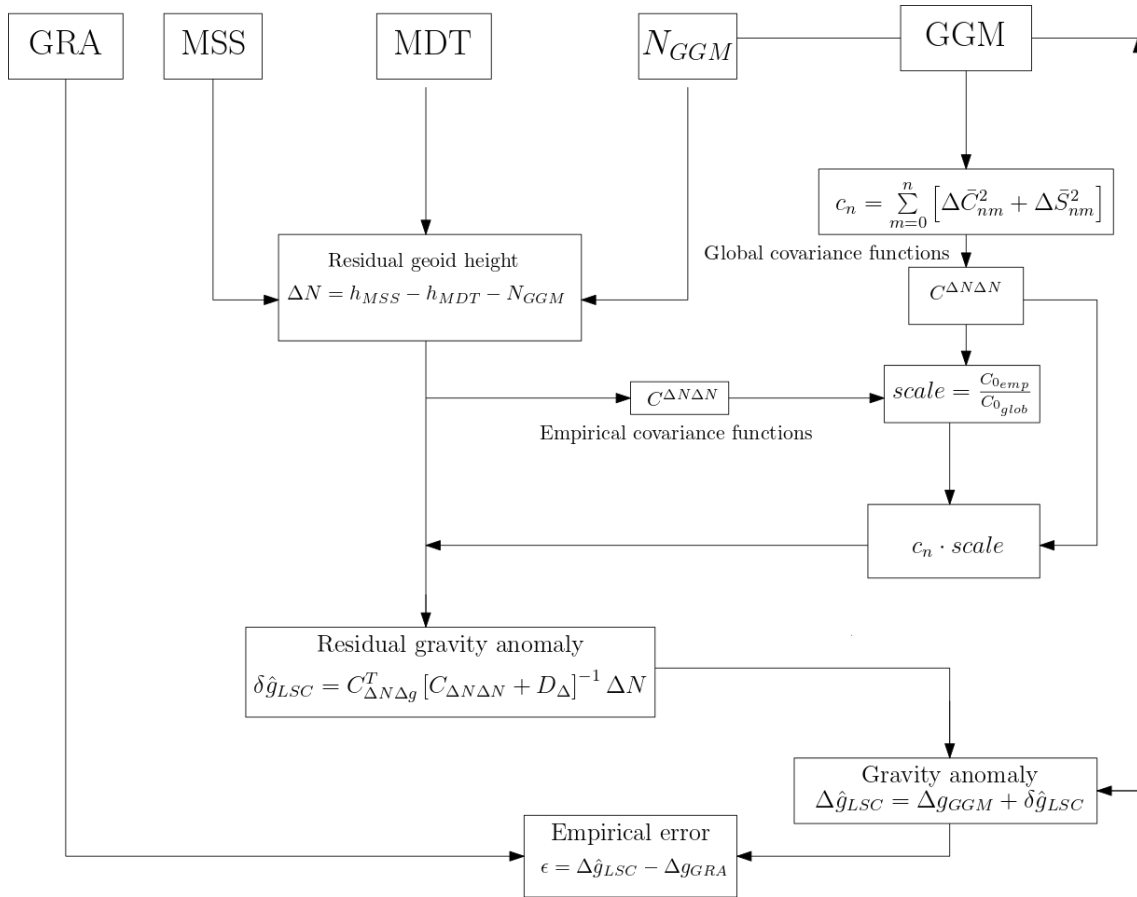 GRA
MSS
MDT
$N_{GGM}$
GGM
$c_n = \sum_{m=0}^{n} \left[ \Delta \bar{C}_{nm}^2 + \Delta \bar{S}_{nm}^2 \right]$
Global covariance functions
$C^{\Delta N \Delta N}$
Residual geoid height
$\Delta N = h_{MSS} - h_{MDT} - N_{GGM}$
$C^{\Delta N \Delta N}$
Empirical covariance functions
$scale = \frac{C_{0_{emp}}}{C_{0_{glob}}}$
$c_n \cdot scale$
Residual gravity anomaly
$\delta \hat{g}_{LSC} = C_{\Delta N \Delta g}^T \left[ C_{\Delta N \Delta N} + D_{\Delta} \right]^{-1} \Delta N$
Gravity anomaly
$\Delta \hat{g}_{LSC} = \Delta g_{GGM} + \delta \hat{g}_{LSC}$
Empirical error
$\epsilon = \Delta \hat{g}_{LSC} - \Delta g_{GRA}$